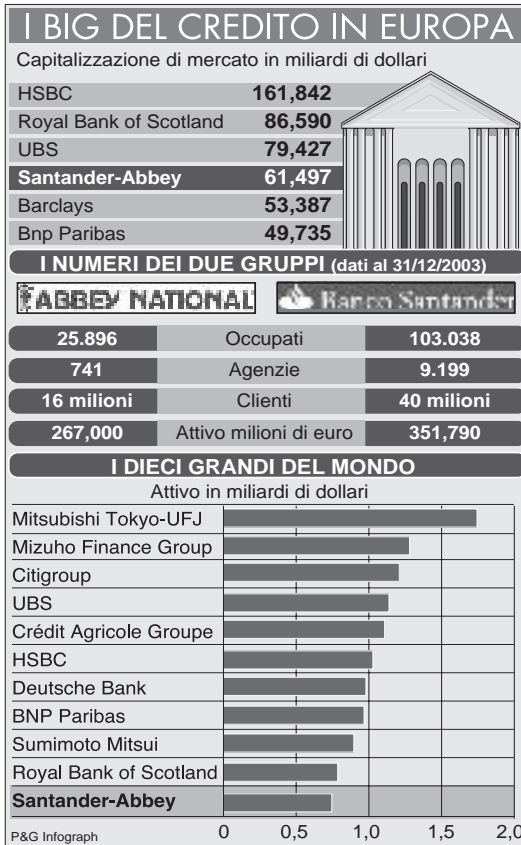 I BIG DEL CREDITO IN EUROPA
Capitalizzazione di mercato in miliardi di dollari
HSBC 161,842
Royal Bank of Scotland 86,590
UBS 79,427
Santander-Abbey 61,497
Barclays 53,387
Bnp Paribas 49,735
I NUMERI DEI DUE GRUPPI (dati al 31/12/2003)
ABBEY NATIONAL Banco Santander
25.896 Occupati 103.038
741 Agenzie 9.199
16 milioni Clienti 40 milioni
267,000 Attivo milioni di euro 351,790
I DIECI GRANDI DEL MONDO
Attivo in miliardi di dollari
Mitsubishi Tokyo-UFJ
Mizuho Finance Group
Citigroup
UBS
Crédit Agricole Groupe
HSBC
Deutsche Bank
BNP Paribas
Sumimoto Mitsui
Royal Bank of Scotland
Santander-Abbey
P&G Infograph 0 0,5 1,0 1,5 2,0